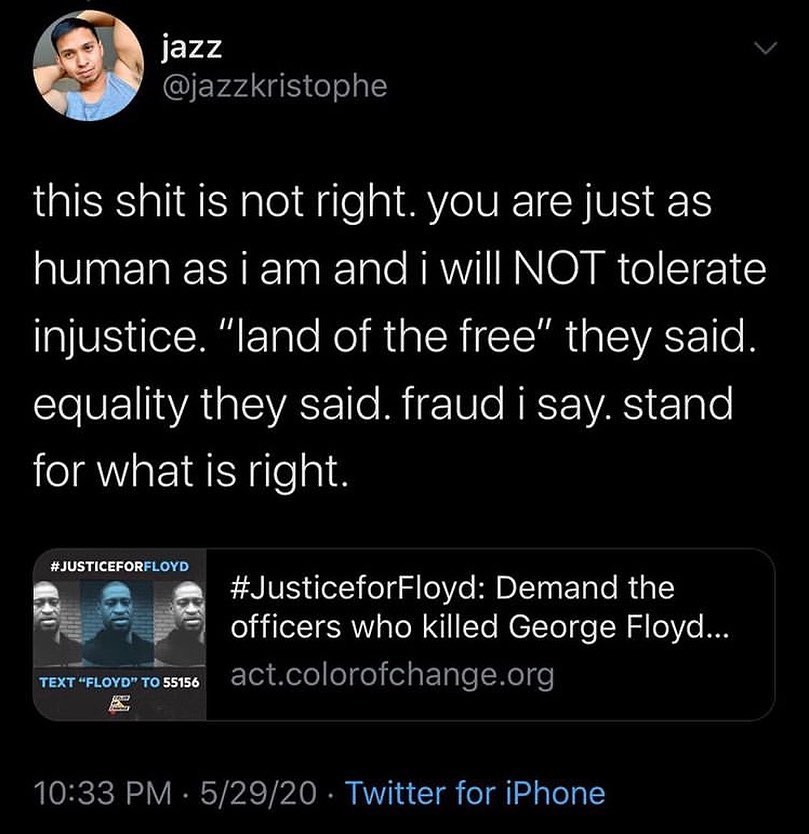 jazz
@jazzkristophe
this shit is not right. you are just as
human as i am and i will NOT tolerate
injustice. “land of the free” they said.
equality they said. fraud i say. stand
for what is right.
#JUSTICEFORFLOYD
TEXT “FLOYD” TO 55156
#JusticeforFloyd: Demand the
officers who killed George Floyd...
act.colorofchange.org
10:33 PM · 5/29/20 · Twitter for iPhone